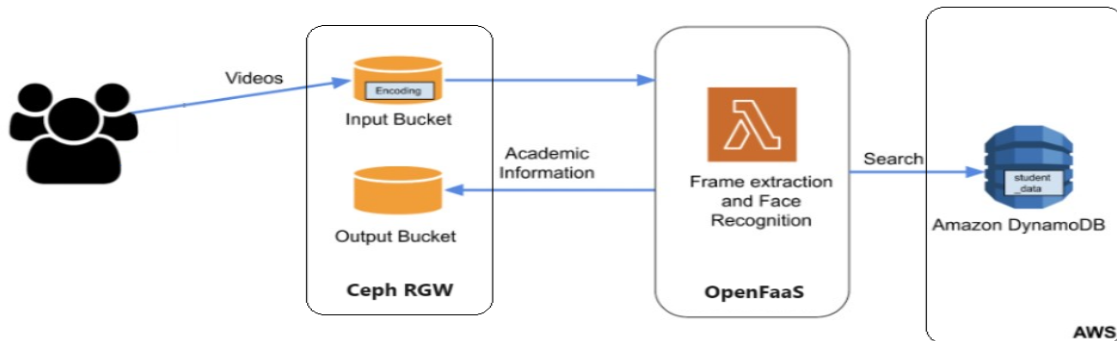 Videos
Encoding
Input Bucket
Output Bucket
Ceph RGW
Academic
Information
Frame extraction
and Face
Recognition
OpenFaaS
Search
student
_data
Amazon DynamoDB
AWS